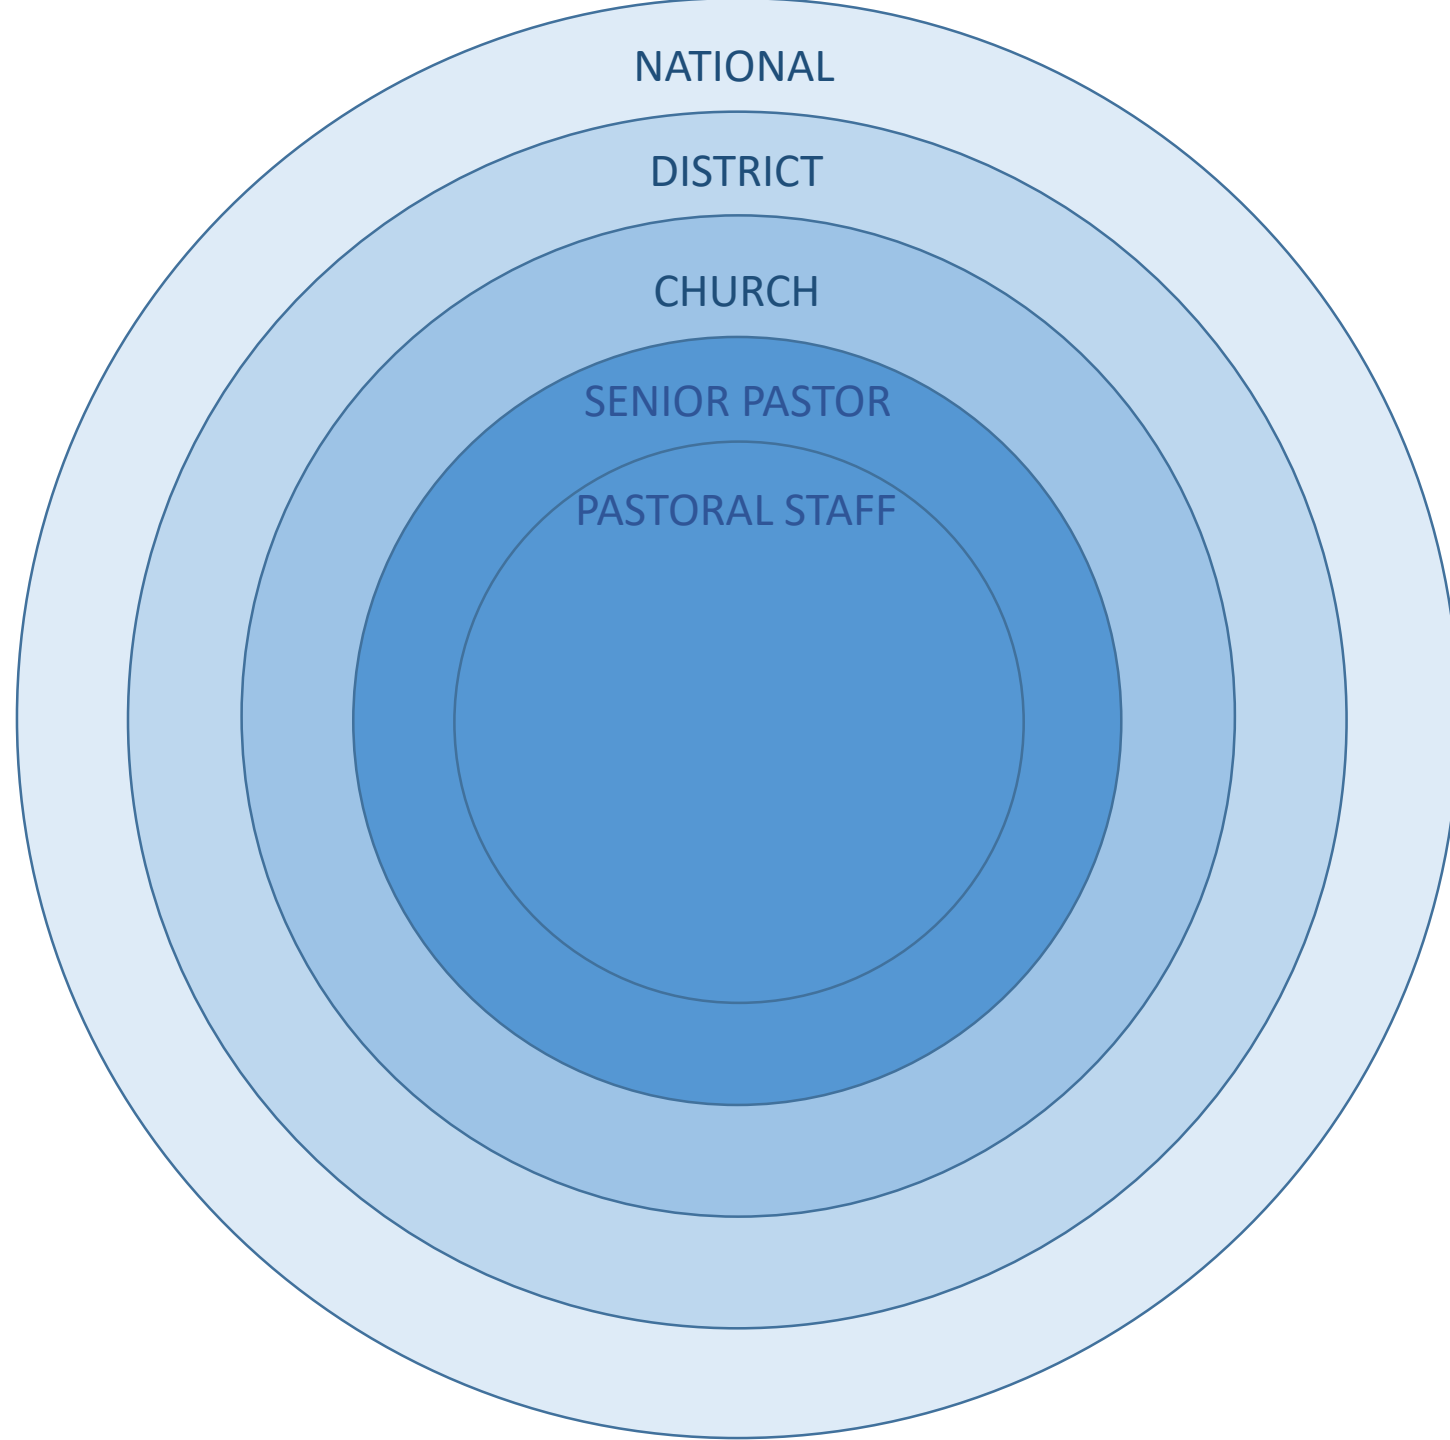 NATIONAL
DISTRICT
CHURCH
SENIOR PASTOR
PASTORAL STAFF